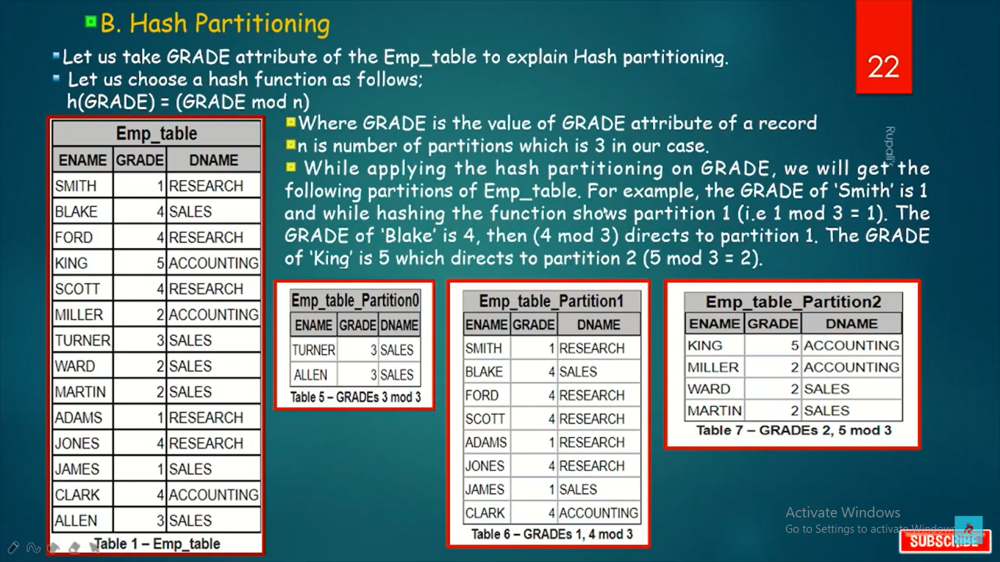 B. Hash Partitioning
22
Let us take GRADE attribute of the Emp_table to explain Hash partitioning.
Let us choose a hash function as follows;
h(GRADE) = (GRADE mod n)
Where GRADE is the value of GRADE attribute of a record
n is number of partitions which is 3 in our case.
While applying the hash partitioning on GRADE, we will get the
following partitions of Emp_table. For example, the GRADE of ‘Smith’ is 1
and while hashing the function shows partition 1 (i.e 1 mod 3 = 1). The
GRADE of ‘Blake’ is 4, then (4 mod 3) directs to partition 1. The GRADE
of ‘King’ is 5 which directs to partition 2 (5 mod 3 = 2).
Emp_table
ENAME GRADE DNAME
SMITH 1 RESEARCH
BLAKE 4 SALES
FORD 4 RESEARCH
KING 5 ACCOUNTING
SCOTT 4 RESEARCH
MILLER 2 ACCOUNTING
TURNER 3 SALES
WARD 2 SALES
MARTIN 2 SALES
ADAMS 1 RESEARCH
JONES 4 RESEARCH
JAMES 1 SALES
CLARK 4 ACCOUNTING
ALLEN 3 SALES
Table 1 – Emp_table
Emp_table_Partition0
ENAME GRADE DNAME
TURNER 3 SALES
ALLEN 3 SALES
Table 5 – GRADEs 3 mod 3
Emp_table_Partition1
ENAME GRADE DNAME
SMITH 1 RESEARCH
BLAKE 4 SALES
FORD 4 RESEARCH
SCOTT 4 RESEARCH
ADAMS 1 RESEARCH
JONES 4 RESEARCH
JAMES 1 SALES
CLARK 4 ACCOUNTING
Table 6 – GRADEs 1, 4 mod 3
Emp_table_Partition2
ENAME GRADE DNAME
KING 5 ACCOUNTING
MILLER 2 ACCOUNTING
WARD 2 SALES
MARTIN 2 SALES
Table 7 – GRADEs 2, 5 mod 3
Activate Windows
Go to Settings to activate Windows
SUBSCRIBE